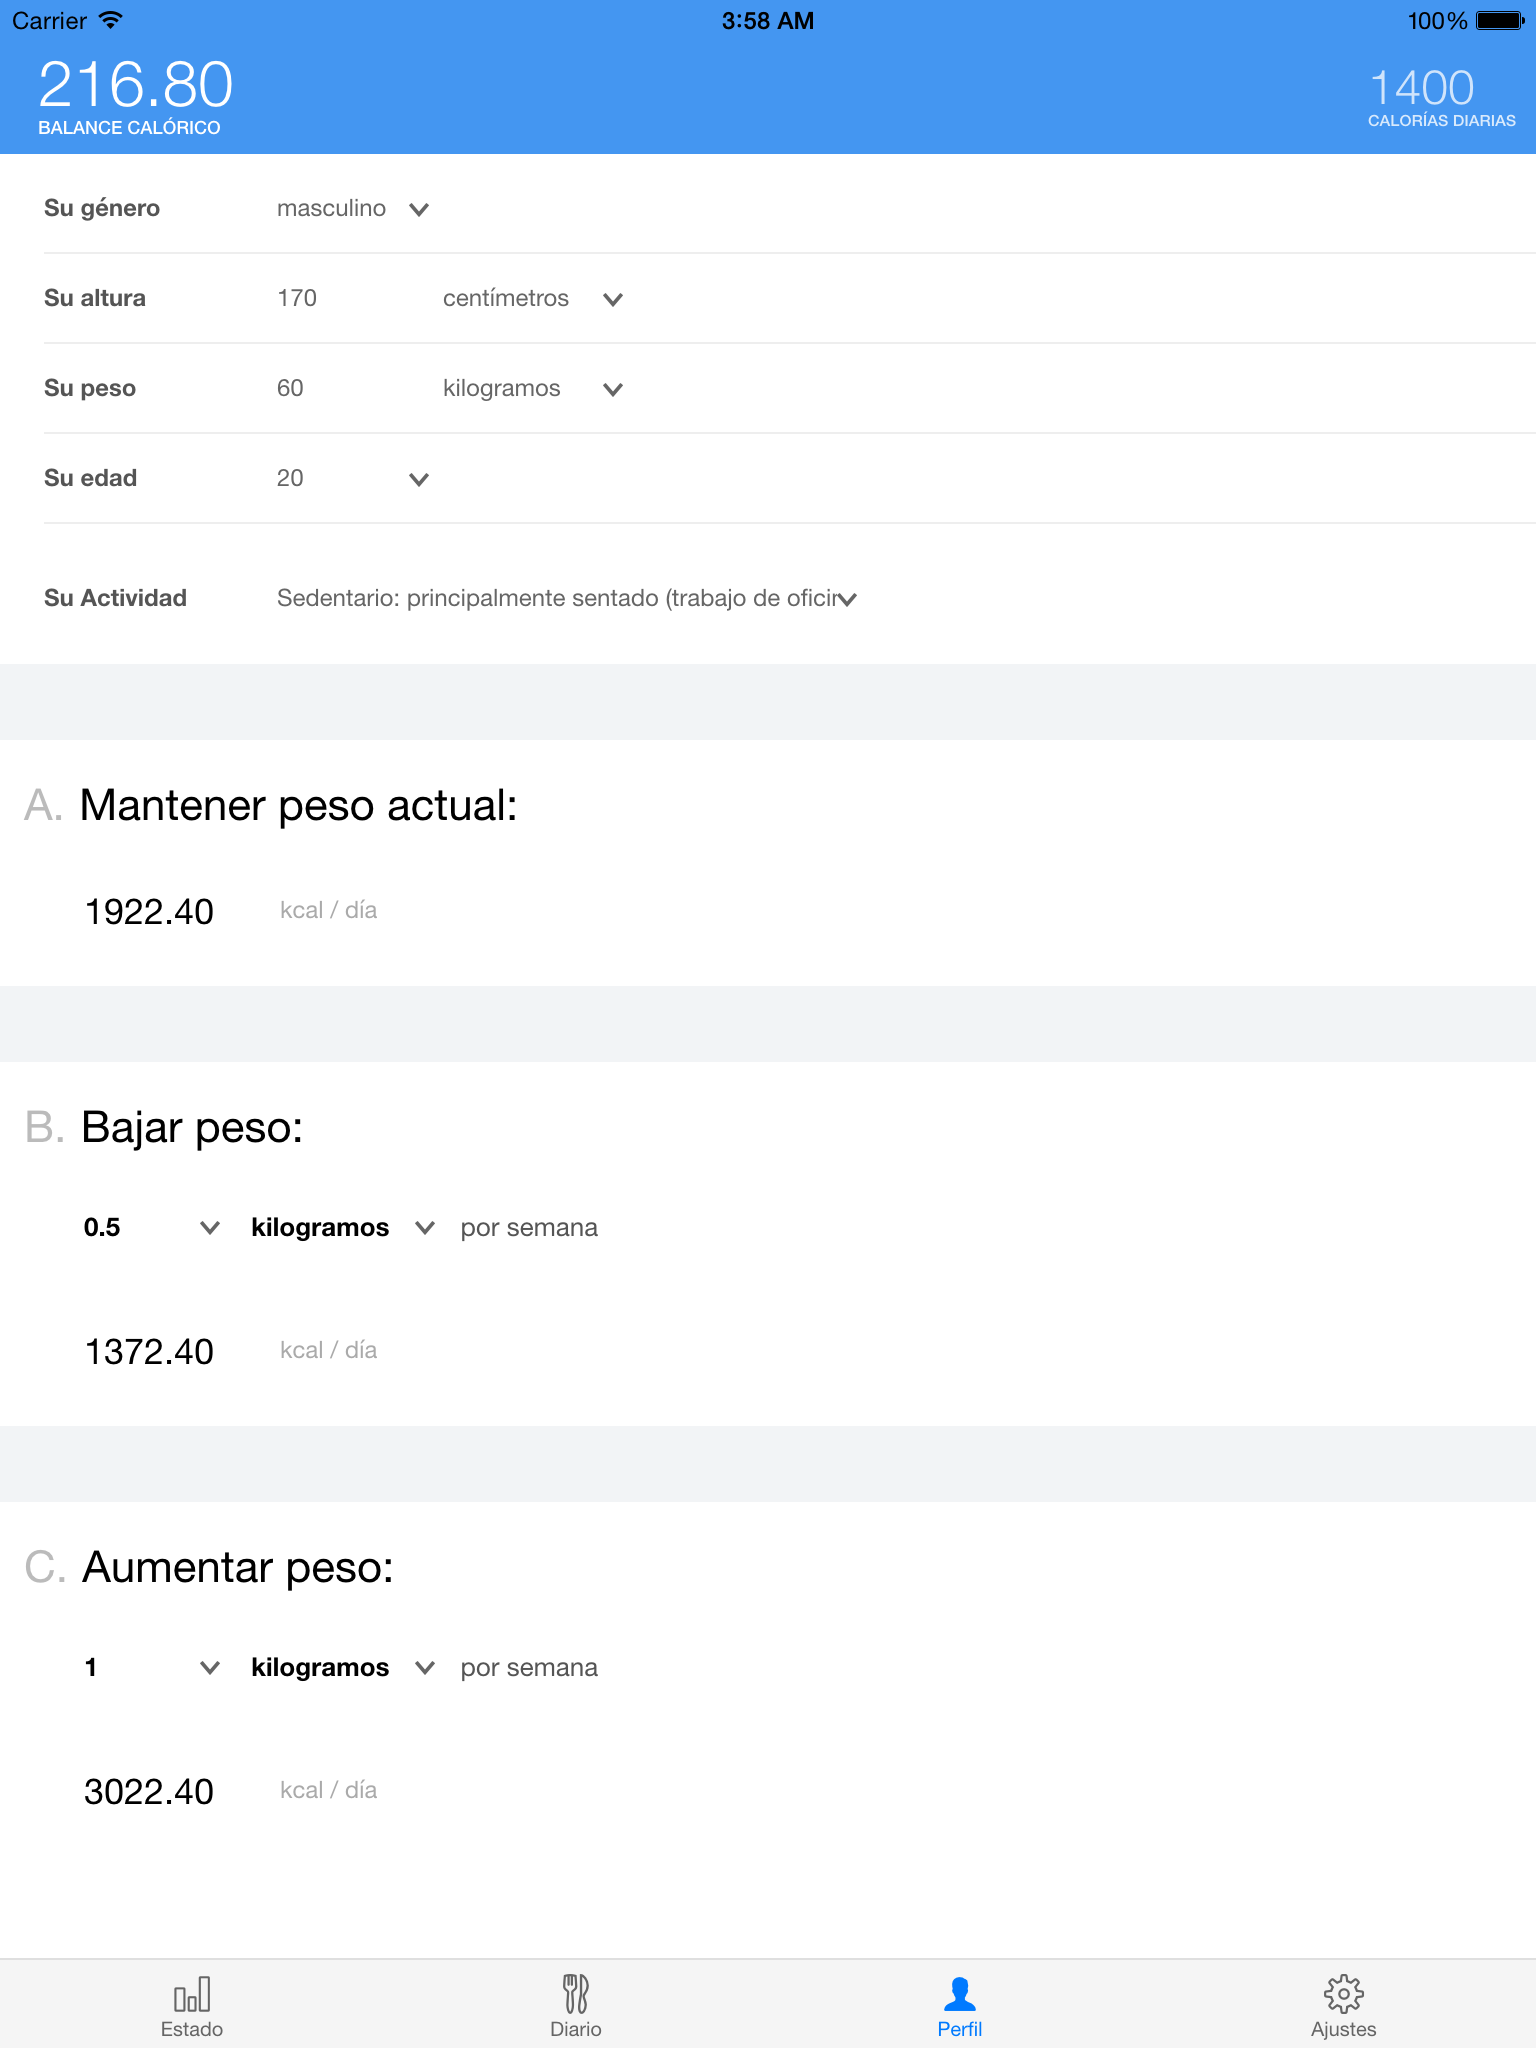 Carrier 3:58 AM 100%
216.80 1400
BALANCE CALÓRICO CALORÍAS DIARIAS
Su género masculino
Su altura 170 centímetros
Su peso 60 kilogramos
Su edad 20
Su Actividad Sedentario: principalmente sentado (trabajo de oficin
A. Mantener peso actual:
1922.40 kcal / día
B. Bajar peso:
0.5 kilogramos por semana
1372.40 kcal / día
C. Aumentar peso:
1 kilogramos por semana
3022.40 kcal / día
Estado Diario Perfil Ajustes